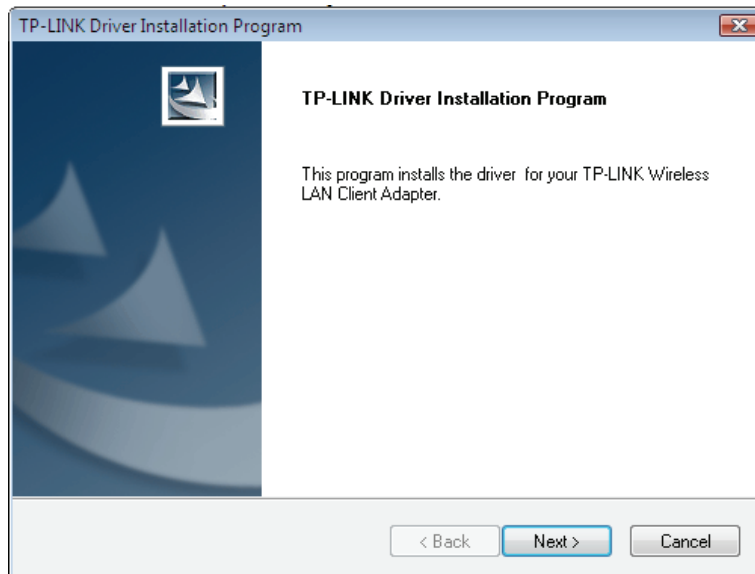 TP-LINK Driver Installation Program
TP-LINK Driver Installation Program
This program installs the driver for your TP-LINK Wireless
LAN Client Adapter.
< Back
Next >
Cancel